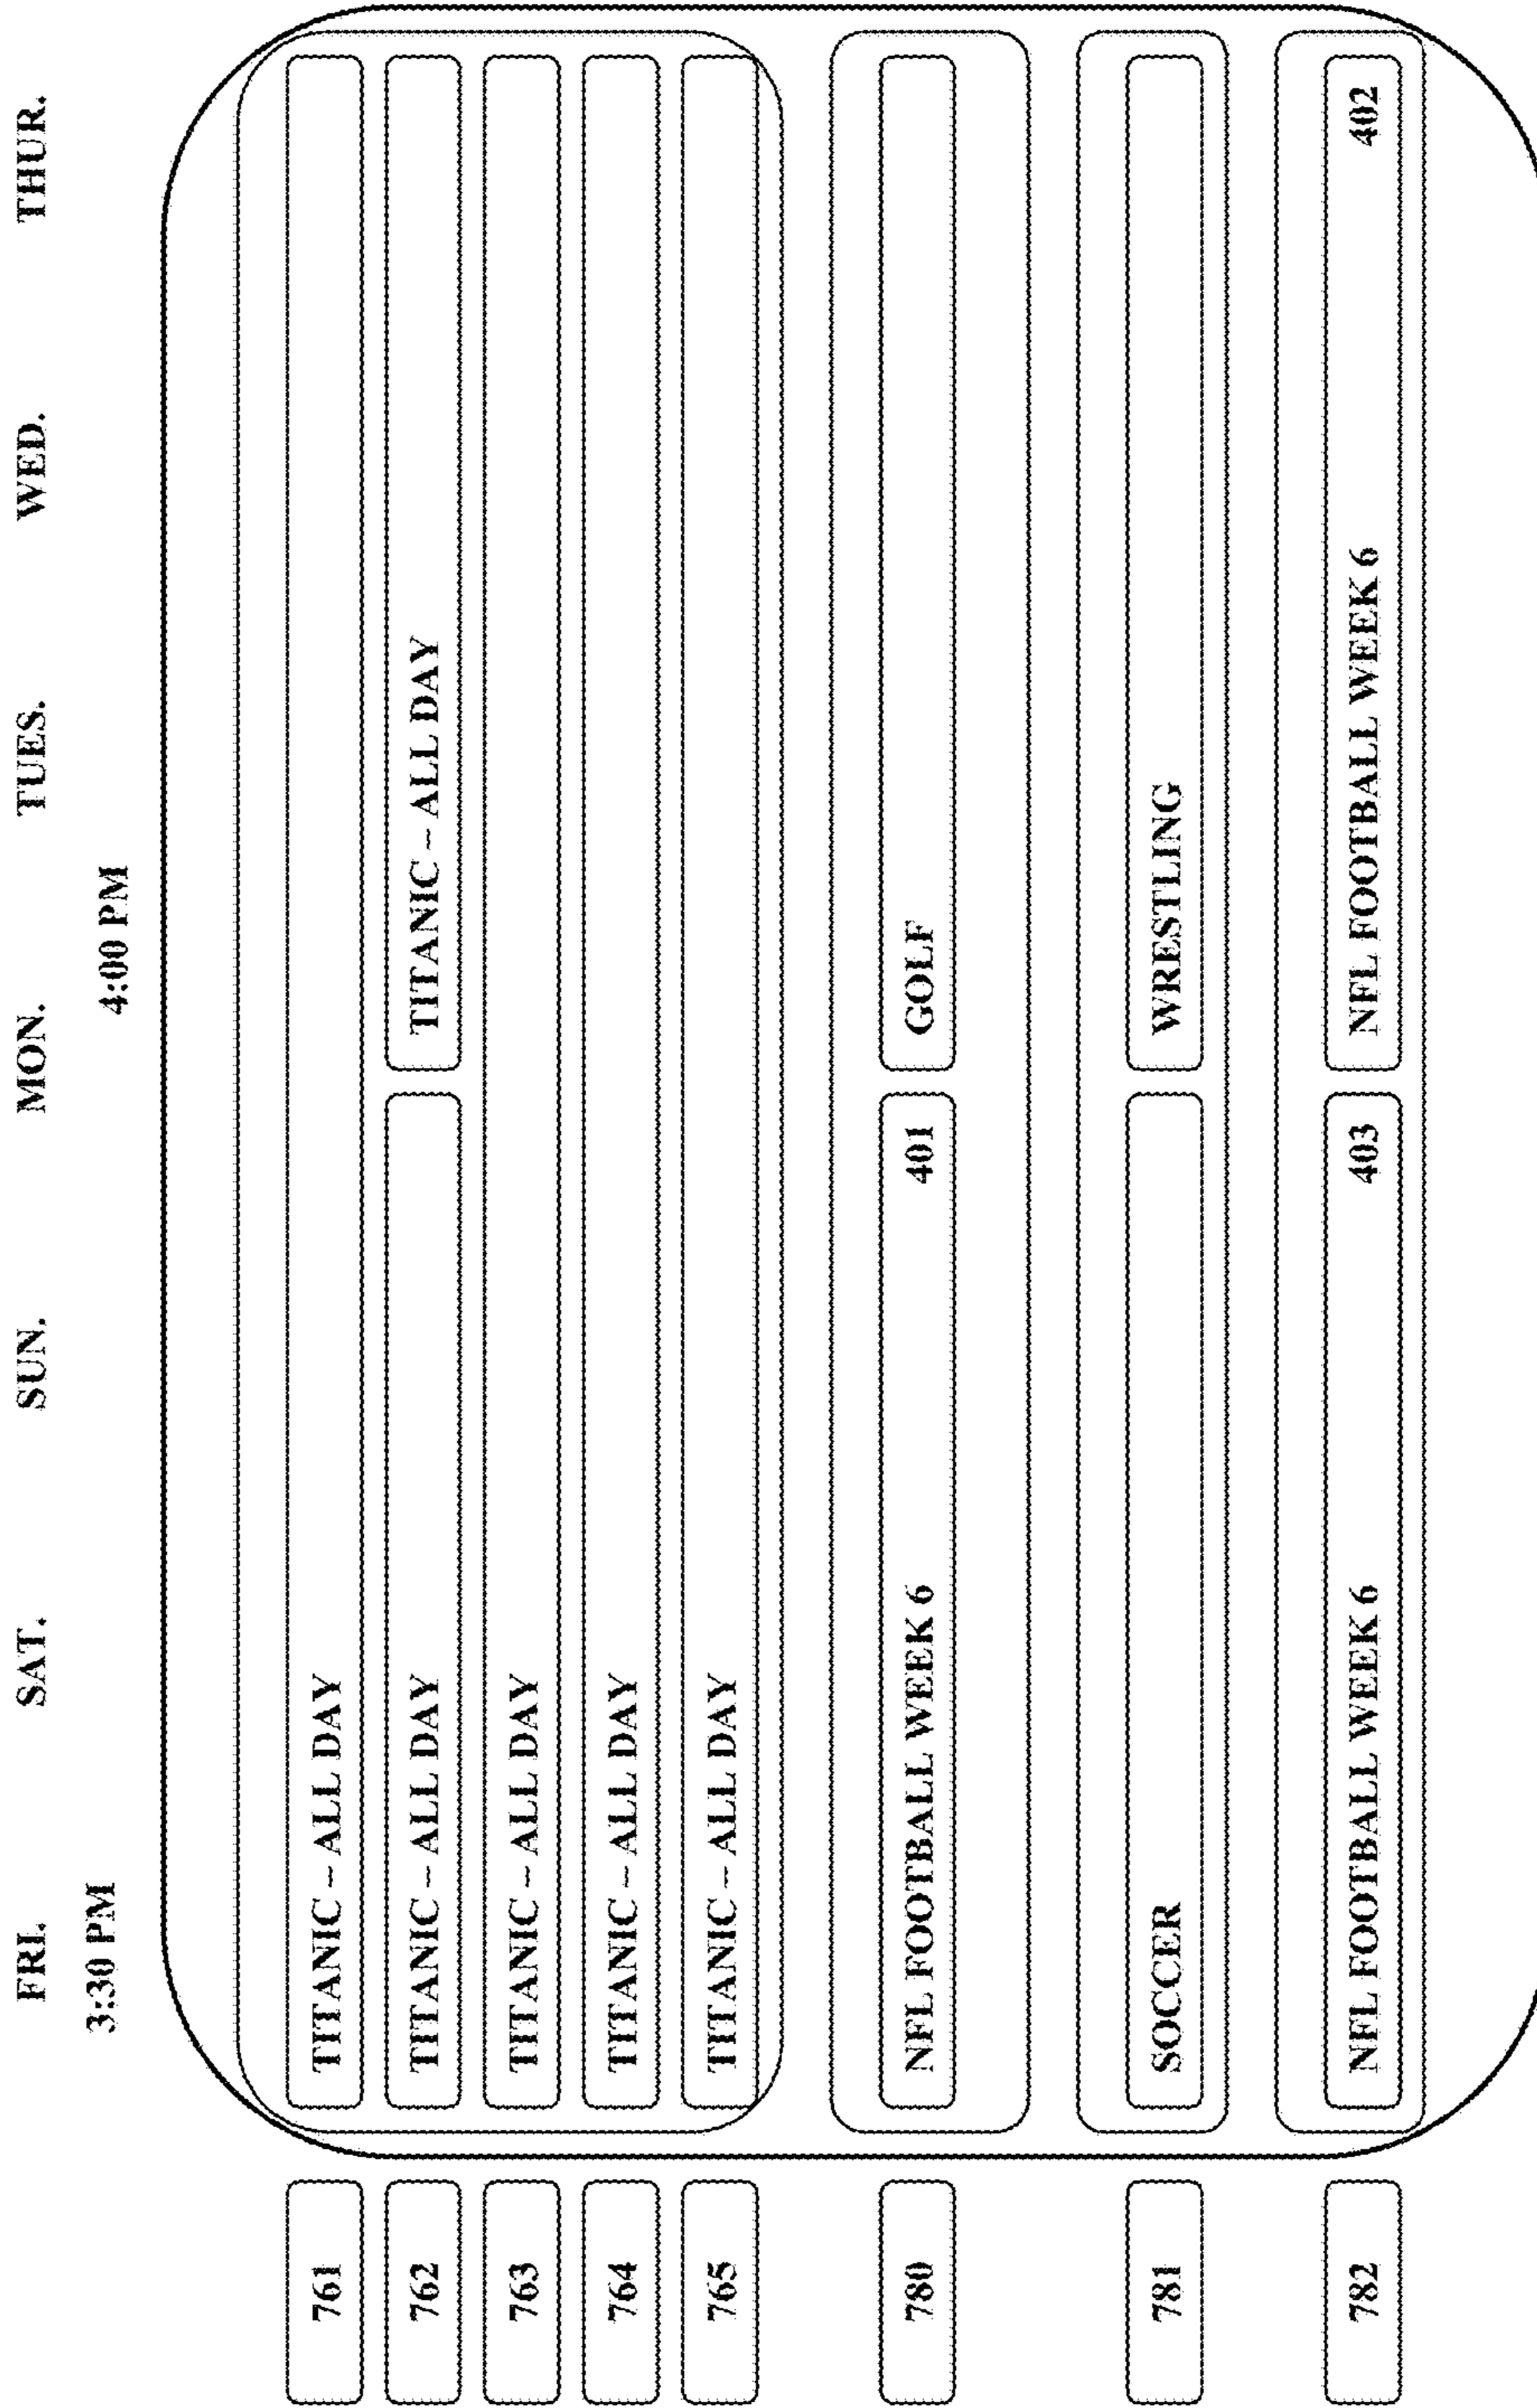 FRI. SAT. SUN. MON. TUES. WED. THUR.
3:30 PM 4:00 PM
761 TITANIC – ALL DAY
762 TITANIC – ALL DAY TITANIC – ALL DAY
763 TITANIC – ALL DAY
764 TITANIC – ALL DAY
765 TITANIC – ALL DAY
780 NFL FOOTBALL WEEK 6 401 GOLF
781 SOCCER WRESTLING
782 NFL FOOTBALL WEEK 6 403 NFL FOOTBALL WEEK 6 402